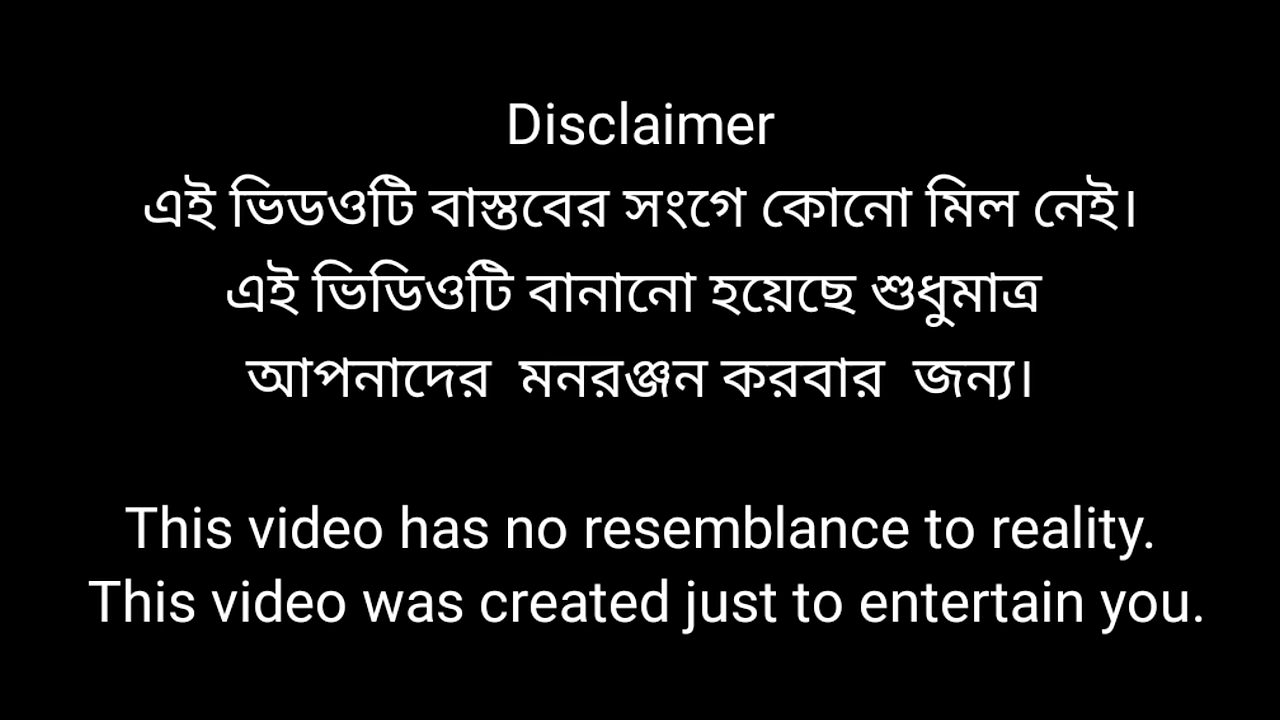 Disclaimer
এই ভিডওটি বাস্তবের সংগে কোনো মিল নেই।
এই ভিডিওটি বানানো হয়েছে শুধুমাত্র
আপনাদের মনরঞ্জন করবার জন্য।
This video has no resemblance to reality.
This video was created just to entertain you.